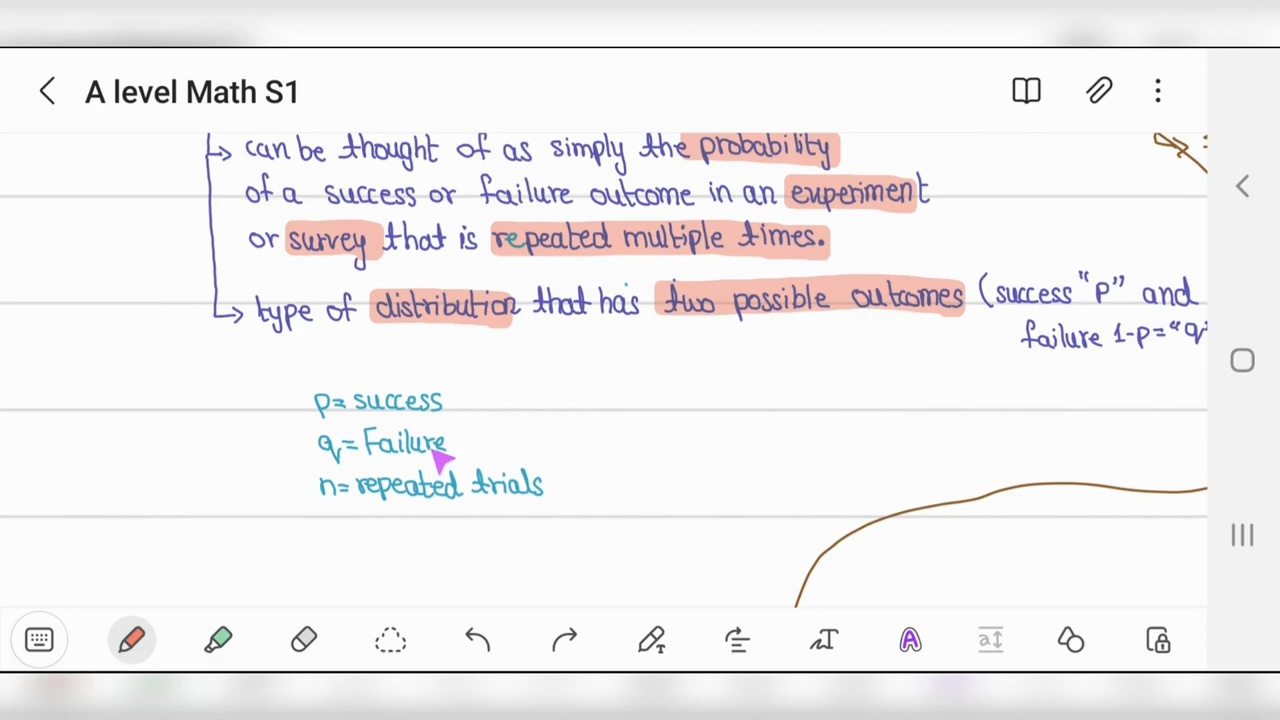 A level Math S1
can be thought of as simply the probability
of a success or failure outcome in an experiment
or survey that is repeated multiple times.
type of distribution that has two possible outcomes (success "p" and
failure 1-p="q"
p= success
q= Failure
n= repeated trials